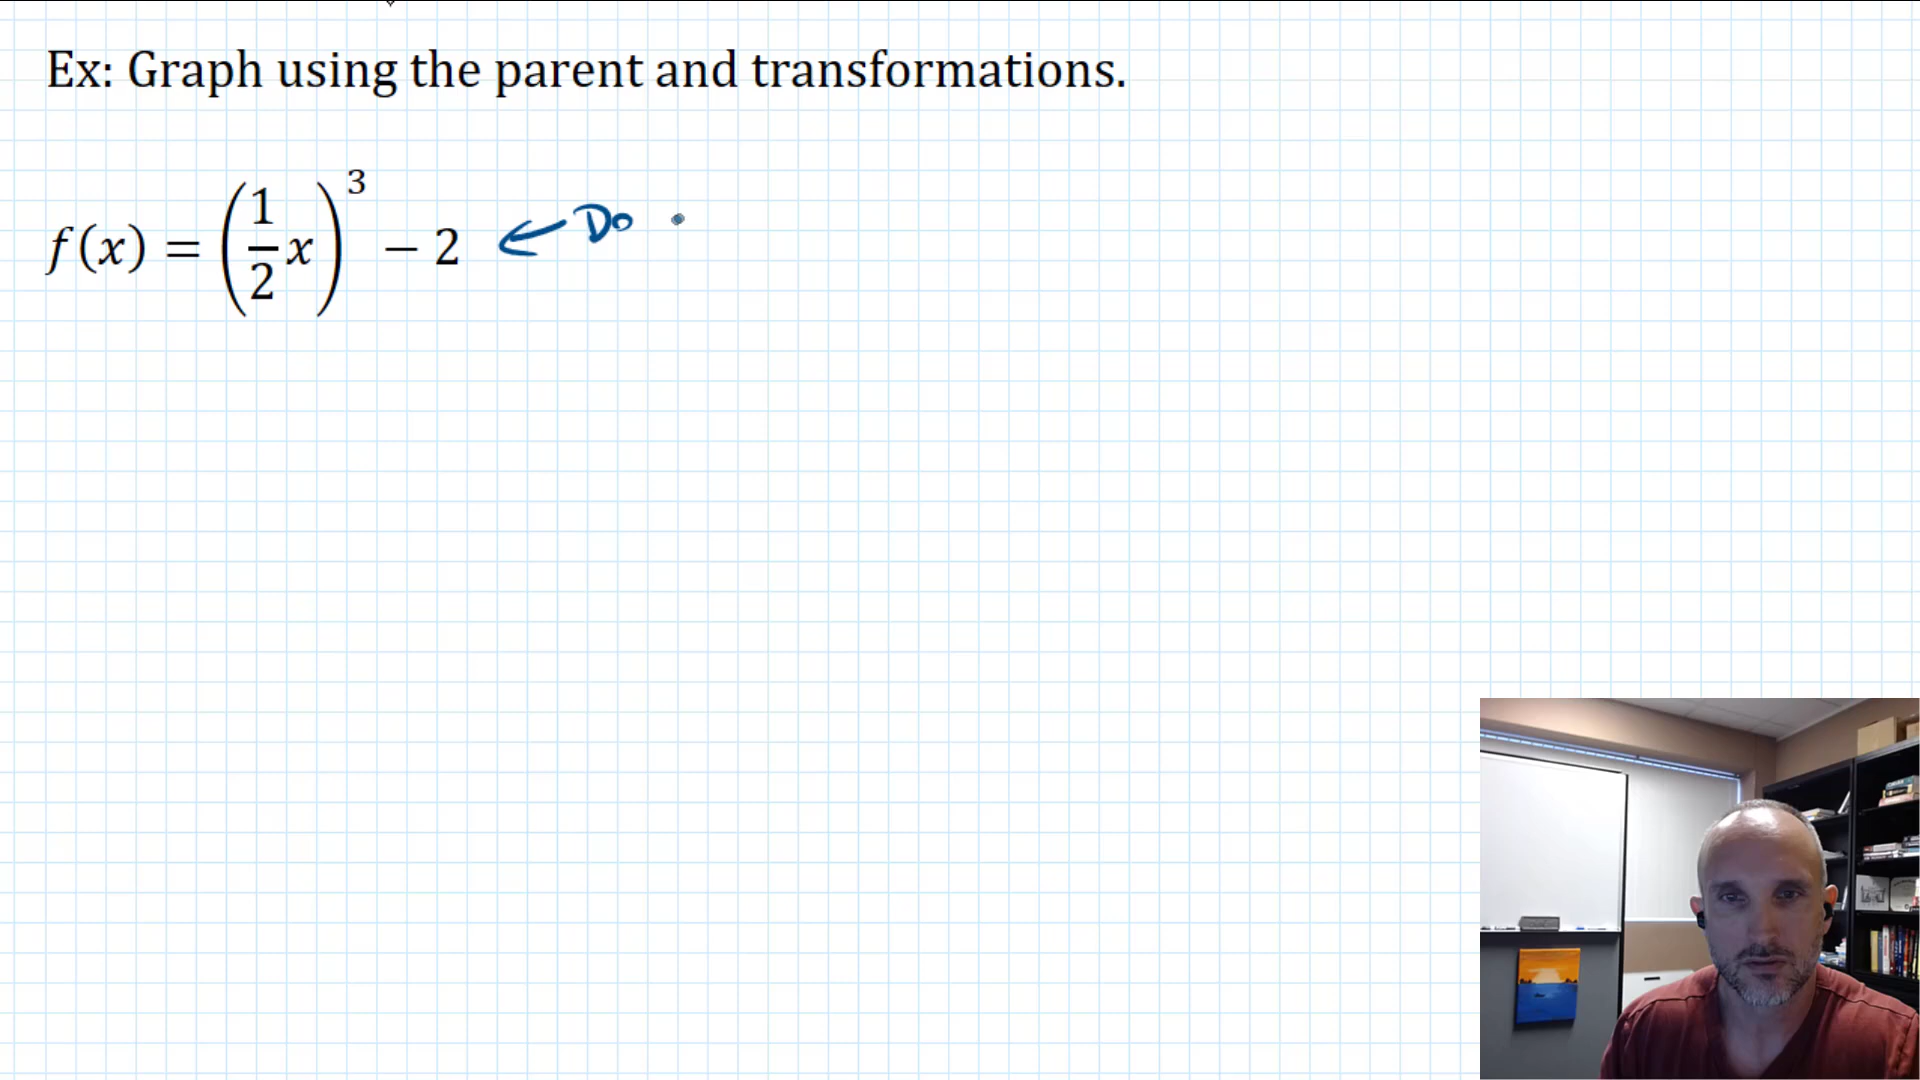 Ex: Graph using the parent and transformations.
f(x) = (1/2 x)^3 − 2 ← Do